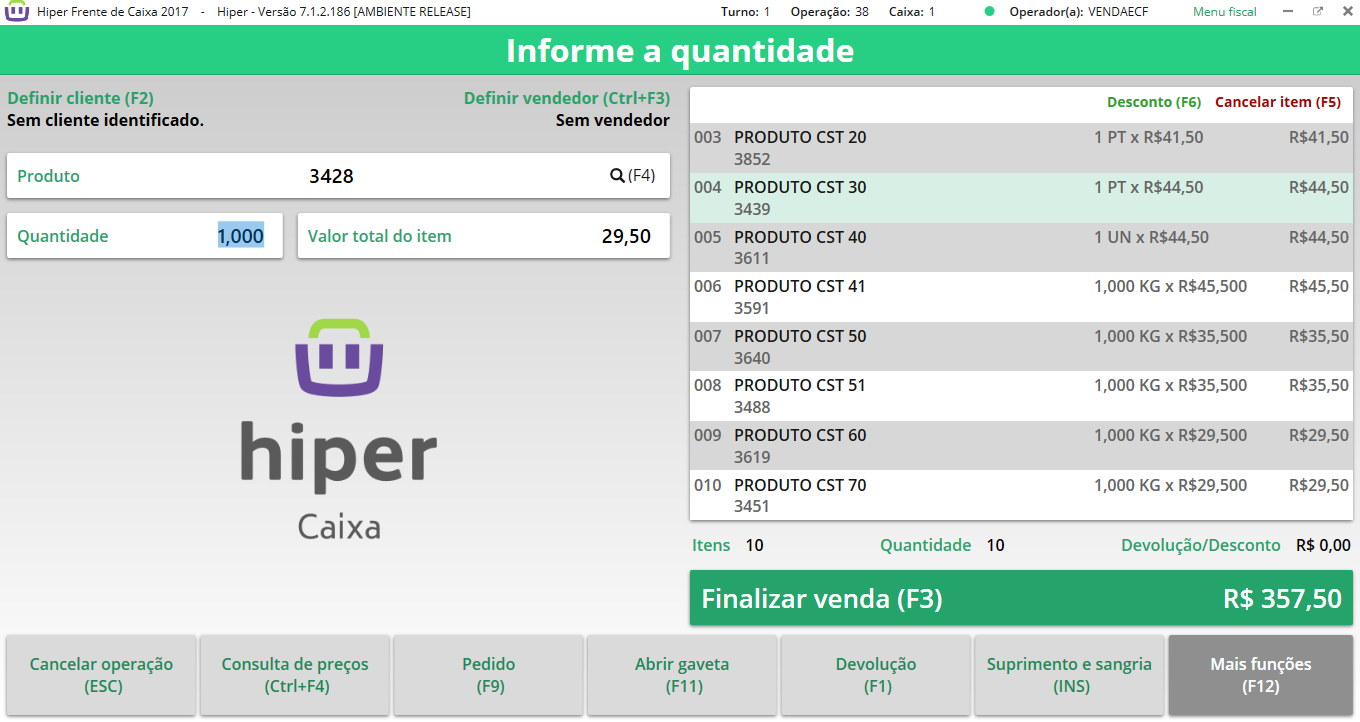 Hiper Frente de Caixa 2017 - Hiper - Versão 7.1.2.186 [AMBIENTE RELEASE] Turno: 1 Operação: 38 Caixa: 1 Operador(a): VENDAECF Menu fiscal
Informe a quantidade
Definir cliente (F2) Definir vendedor (Ctrl+F3)
Sem cliente identificado. Sem vendedor
Produto 3428 (F4)
Quantidade 1,000 Valor total do item 29,50
hiper
Caixa
Desconto (F6) Cancelar item (F5)
003 PRODUTO CST 20 1 PT x R$41,50 R$41,50
3852
004 PRODUTO CST 30 1 PT x R$44,50 R$44,50
3439
005 PRODUTO CST 40 1 UN x R$44,50 R$44,50
3611
006 PRODUTO CST 41 1,000 KG x R$45,500 R$45,50
3591
007 PRODUTO CST 50 1,000 KG x R$35,500 R$35,50
3640
008 PRODUTO CST 51 1,000 KG x R$35,500 R$35,50
3488
009 PRODUTO CST 60 1,000 KG x R$29,500 R$29,50
3619
010 PRODUTO CST 70 1,000 KG x R$29,500 R$29,50
3451
Itens 10 Quantidade 10 Devolução/Desconto R$ 0,00
Finalizar venda (F3) R$ 357,50
Cancelar operação
(ESC)
Consulta de preços
(Ctrl+F4)
Pedido
(F9)
Abrir gaveta
(F11)
Devolução
(F1)
Suprimento e sangria
(INS)
Mais funções
(F12)